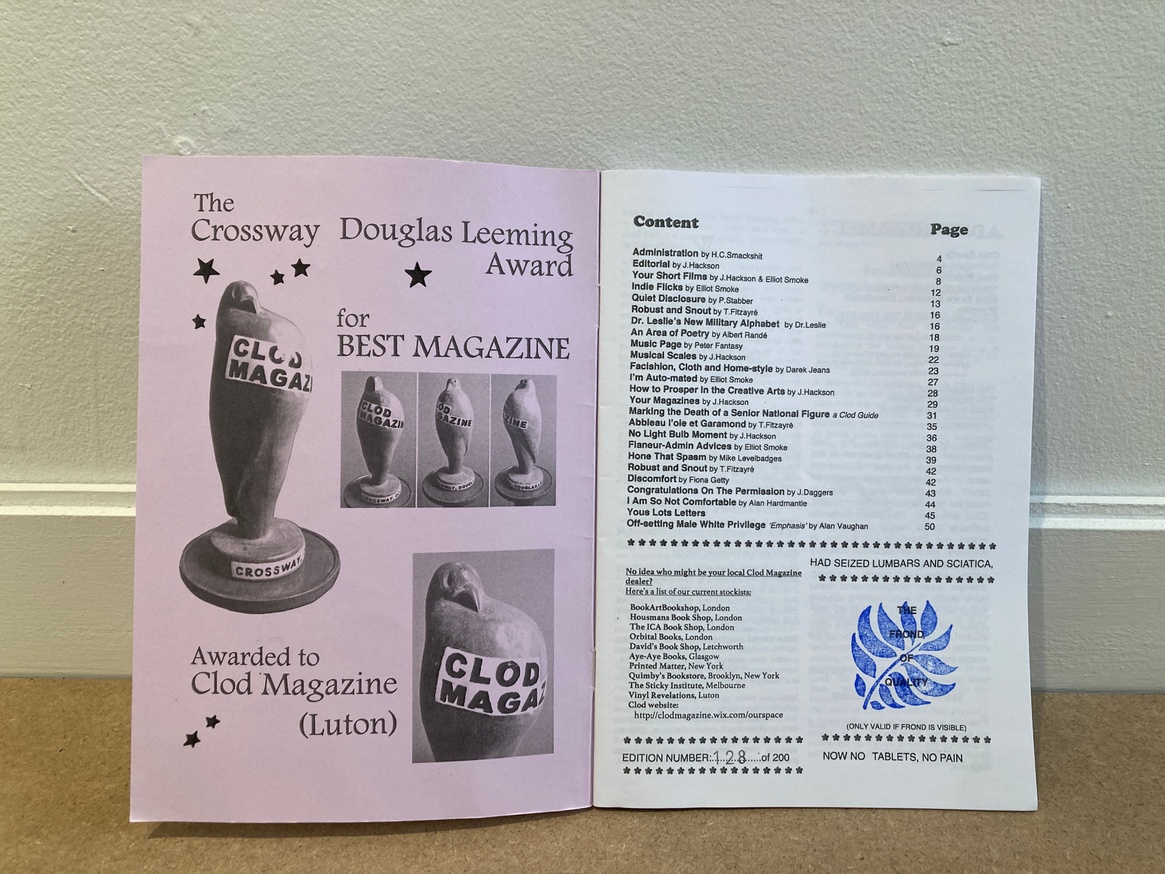 The
Crossway Douglas Leeming
Award
for
BEST MAGAZINE
CLOD
MAGAZ
CROSSWAY
CLOD
MAGAZIN
CROSSWAY,
CLOD
MAGA
Awarded to
Clod Magazine
(Luton)
Content Page
Administration by H.C.Smackshit 4
Editorial by J.Hackson 6
Your Short Films by J.Hackson & Elliot Smoke 8
Indie Flicks by Elliot Smoke 12
Quiet Disclosure by P.Stabber 13
Robust and Snout by T.Fitzayré 16
Dr. Leslie's New Military Alphabet by Dr.Leslie 16
An Area of Poetry by Albert Randé 18
Music Page by Peter Fantasy 19
Musical Scales by J.Hackson 22
Facishion, Cloth and Home-style by Darek Jeans 23
I'm Auto-mated by Elliot Smoke 27
How to Prosper In the Creative Arts by J.Hackson 28
Your Magazines by J.Hackson 29
Marking the Death of a Senior National Figure a Clod Guide 31
Abbleau l'ole et Garamond by T.Fitzayré 35
No Light Bulb Moment by J.Hackson 36
Flaneur-Admin Advices by Elliot Smoke 38
Hone That Spasm by Mike Levelbadges 39
Robust and Snout by T.Fitzayré 42
Discomfort by Fiona Getty 42
Congratulations On The Permission by J.Daggers 43
I Am So Not Comfortable by Alan Hardmantle 44
Yous Lots Letters 45
Off-setting Male White Privilege 'Emphasis' by Alan Vaughan 50
No idea who might be your local Clod Magazine
dealer?
Here's a list of our current stockists:
BookArtBookshop, London
Housmans Book Shop, London
The ICA Book Shop, London
Orbital Books, London
David's Book Shop, Letchworth
Aye-Aye Books, Glasgow
Printed Matter, New York
Quimby's Bookstore, Brooklyn, New York
The Sticky Institute, Melbourne
Vinyl Revelations, Luton
Clod website:
http://clodmagazine.wix.com/ourspace
EDITION NUMBER:..128.....of 200
HAD SEIZED LUMBARS AND SCIATICA,
THE
FROND
OF
QUALITY
(ONLY VALID IF FROND IS VISIBLE)
NOW NO TABLETS, NO PAIN